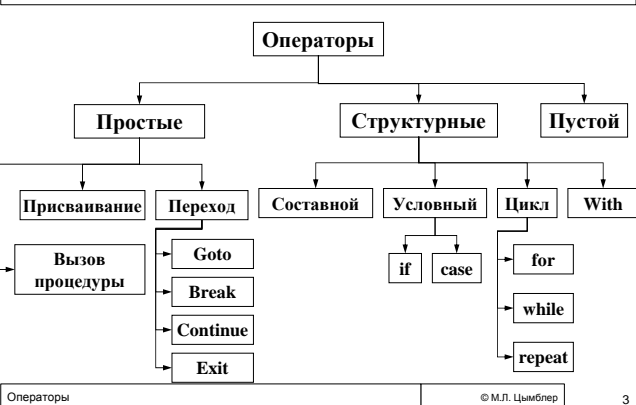 Операторы
Простые
Структурные
Пустой
Присваивание
Переход
Составной
Условный
Цикл
With
Вызов
процедуры
Goto
Break
Continue
Exit
if
case
for
while
repeat
Операторы
© М.Л. Цымблер
3